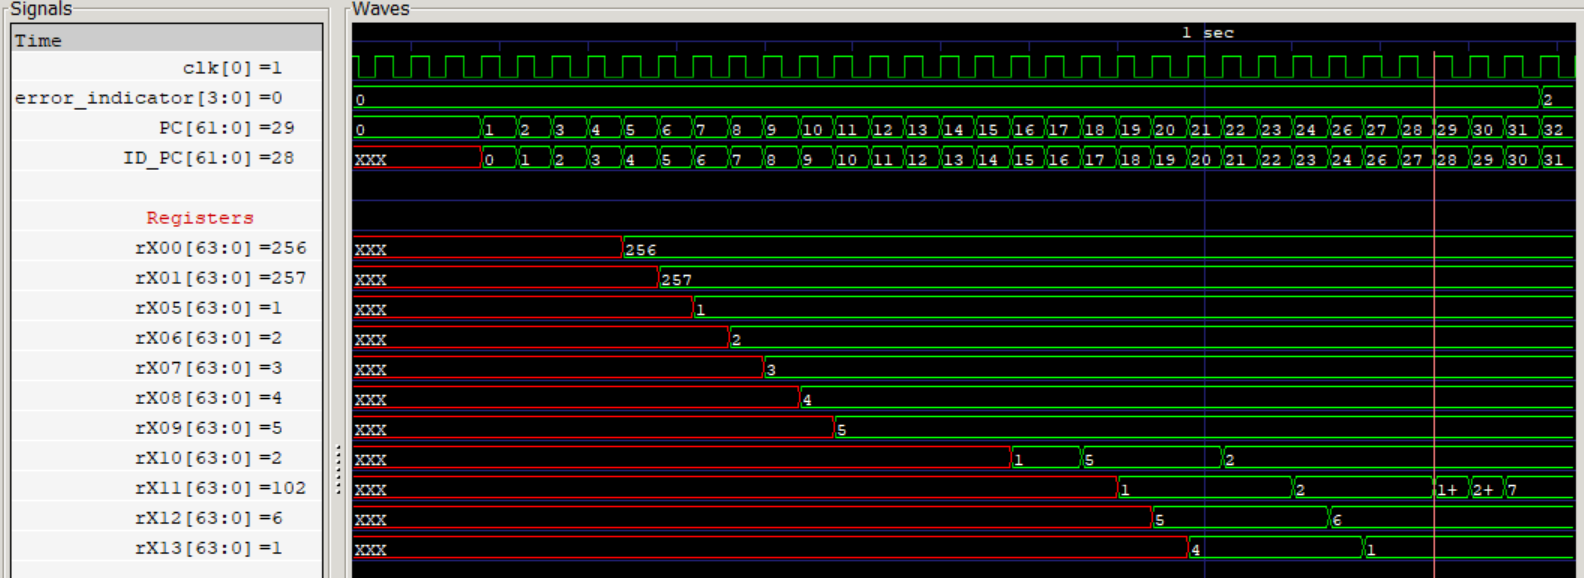 Signals Waves
Time 1 sec
clk[0] =1
error_indicator[3:0] =0 0 2
PC[61:0] =29 0 1 2 3 4 5 6 7 8 9 10 11 12 13 14 15 16 17 18 19 20 21 22 23 24 26 27 28 29 30 31 32
ID_PC[61:0] =28 XXX 0 1 2 3 4 5 6 7 8 9 10 11 12 13 14 15 16 17 18 19 20 21 22 23 24 26 27 28 29 30 31
Registers
rX00[63:0] =256 XXX 256
rX01[63:0] =257 XXX 257
rX05[63:0] =1 XXX 1
rX06[63:0] =2 XXX 2
rX07[63:0] =3 XXX 3
rX08[63:0] =4 XXX 4
rX09[63:0] =5 XXX 5
rX10[63:0] =2 XXX 1 5 2
rX11[63:0] =102 XXX 1 2 1+ 2+ 7
rX12[63:0] =6 XXX 5 6
rX13[63:0] =1 XXX 4 1